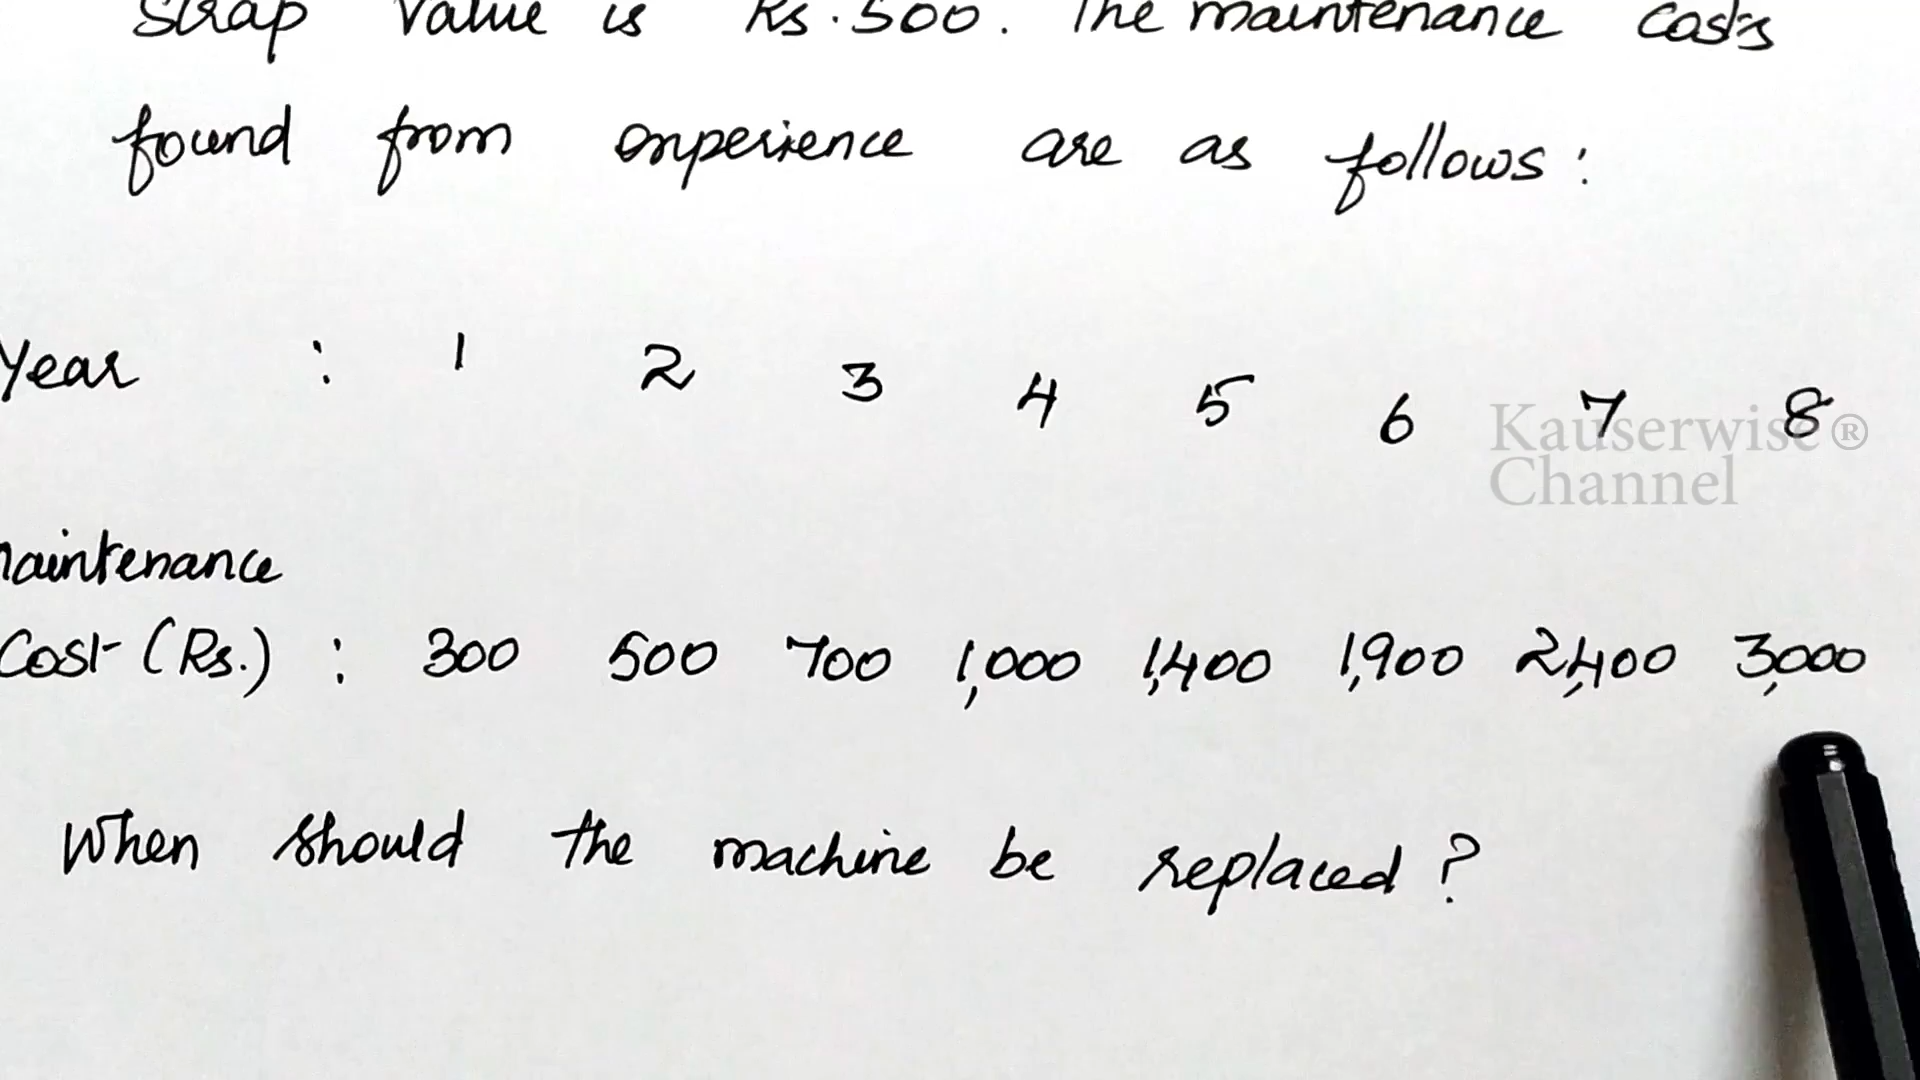 Scrap Value is Rs.500. The maintenance costs
found from experience are as follows:
Year : 1 2 3 4 5 6 7 8
Kauserwise®
Channel
maintenance
Cost (Rs.) : 300 500 700 1,000 1,400 1,900 2,400 3,000
When should the machine be replaced?